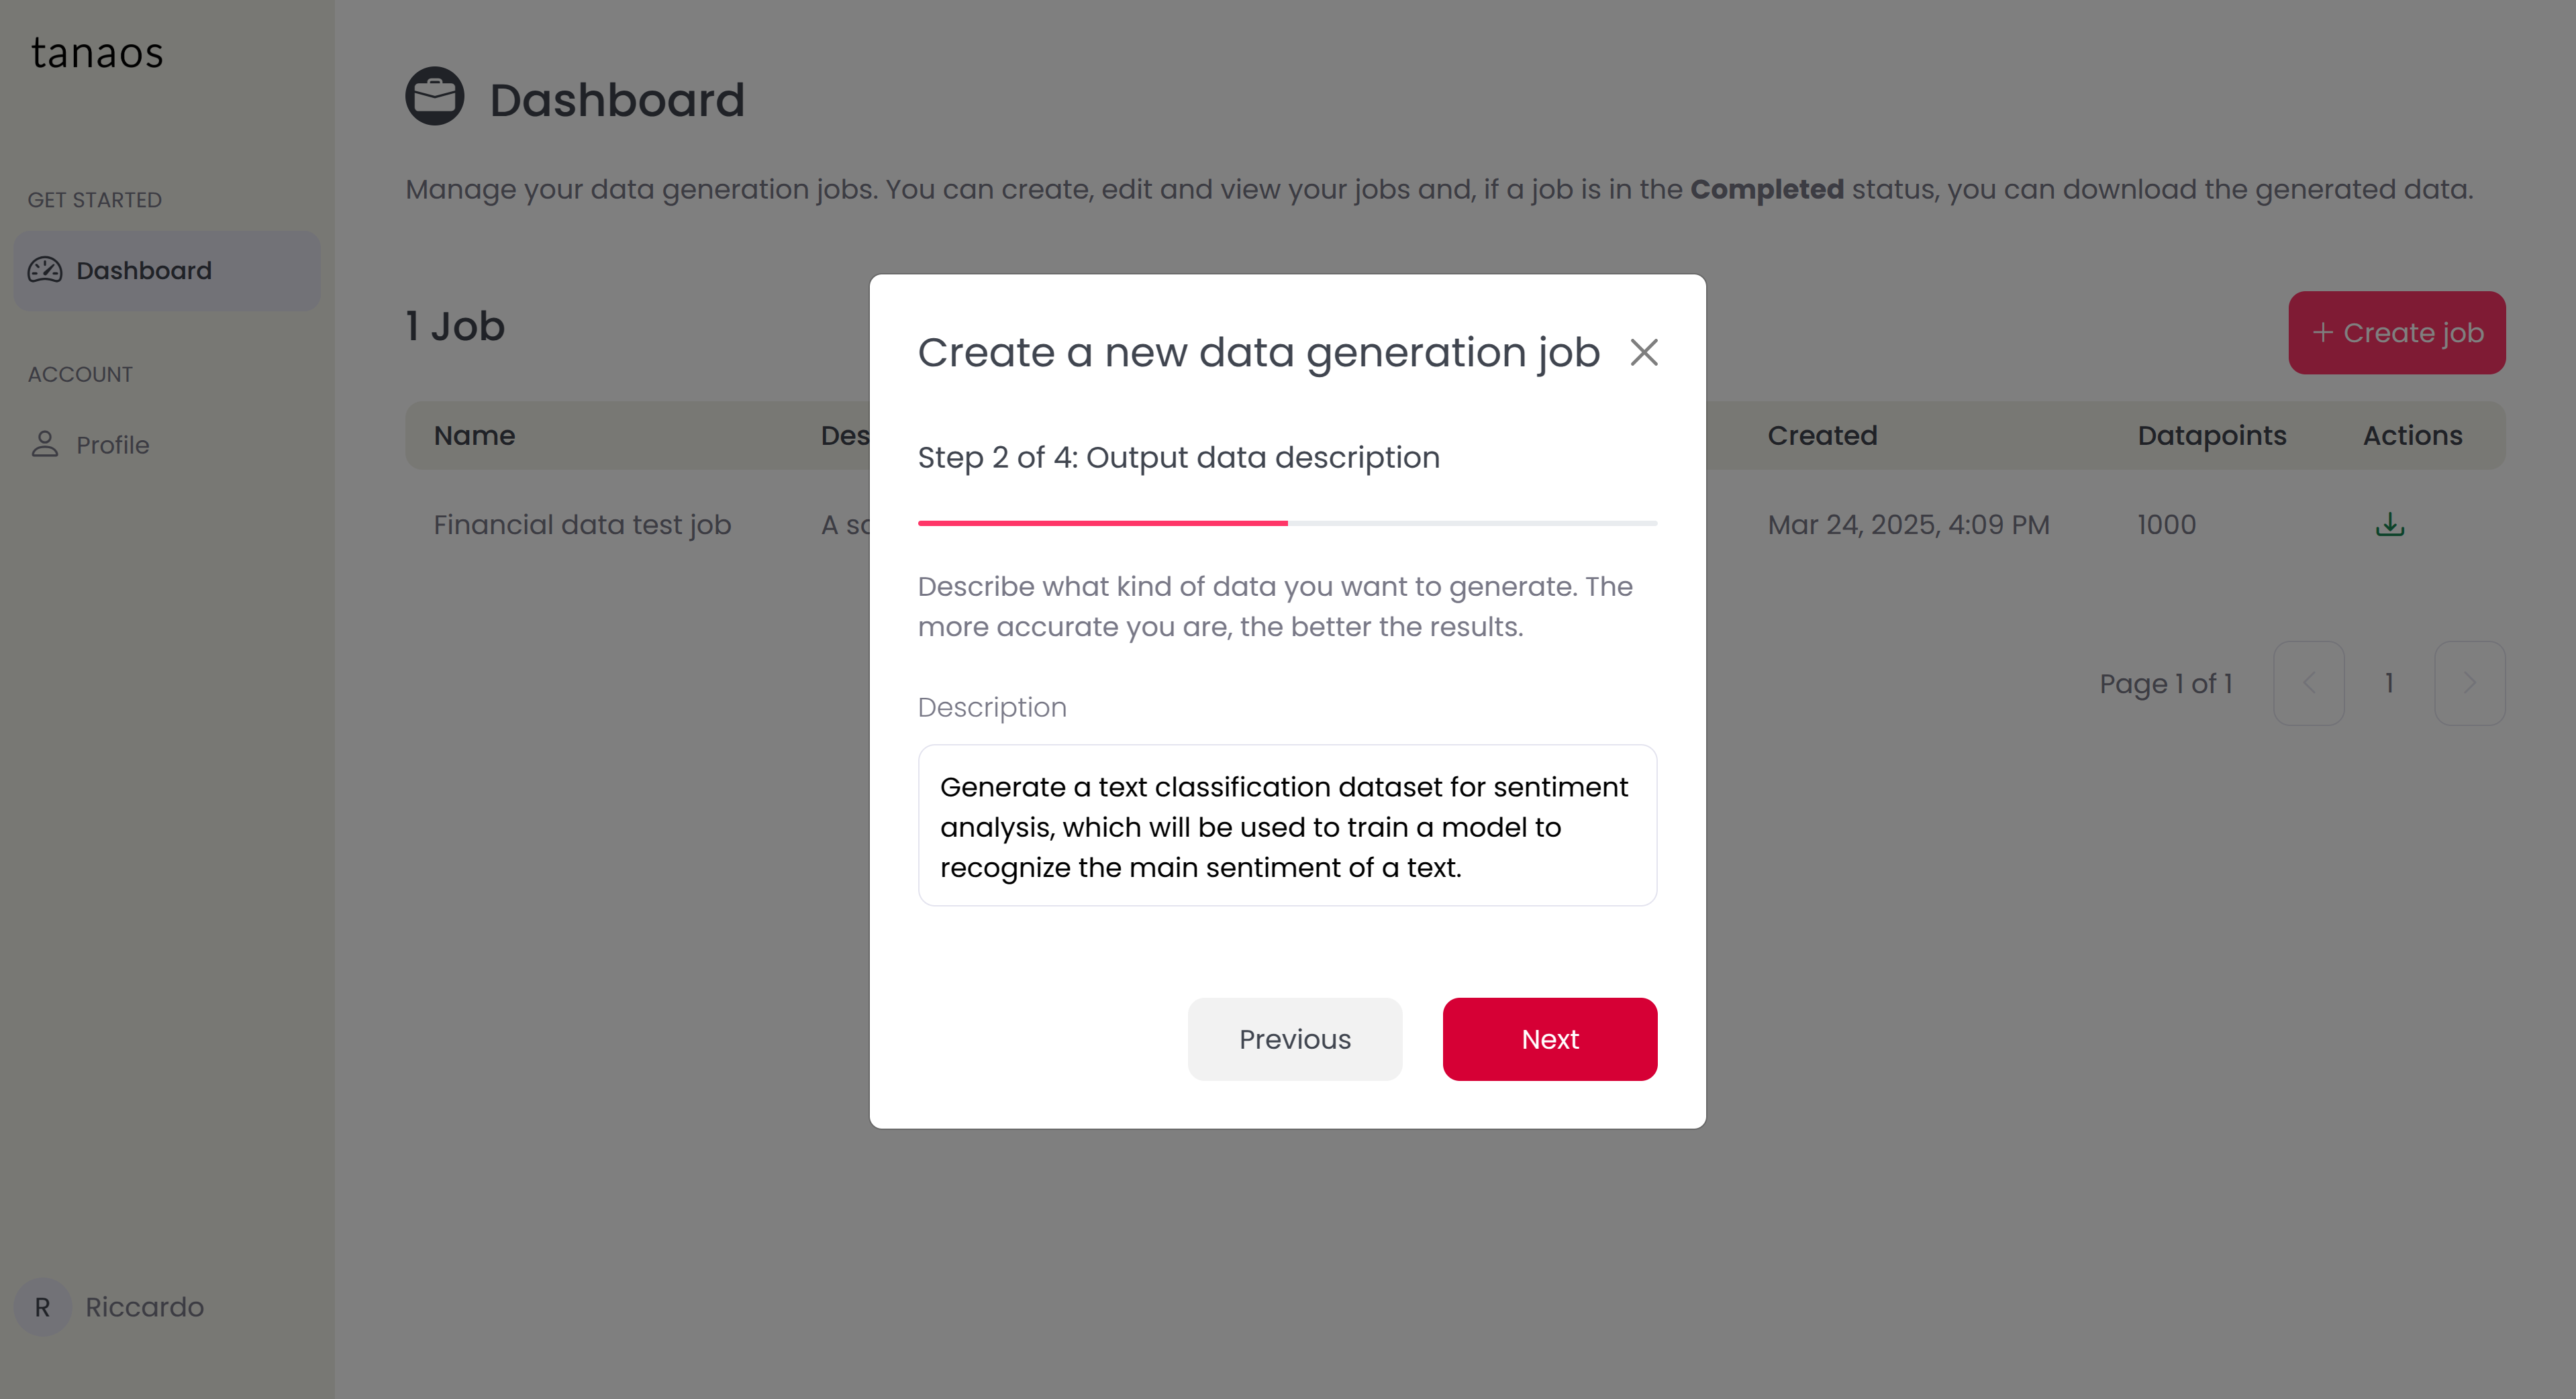 tanaos
GET STARTED
Dashboard
ACCOUNT
Profile
R Riccardo
Dashboard
Manage your data generation jobs. You can create, edit and view your jobs and, if a job is in the Completed status, you can download the generated data.
1 Job
+ Create job
Name Des Created Datapoints Actions
Financial data test job A Mar 24, 2025, 4:09 PM 1000
Page 1 of 1 1
Create a new data generation job
Step 2 of 4: Output data description
Describe what kind of data you want to generate. The
more accurate you are, the better the results.
Description
Generate a text classification dataset for sentiment
analysis, which will be used to train a model to
recognize the main sentiment of a text.
Previous Next